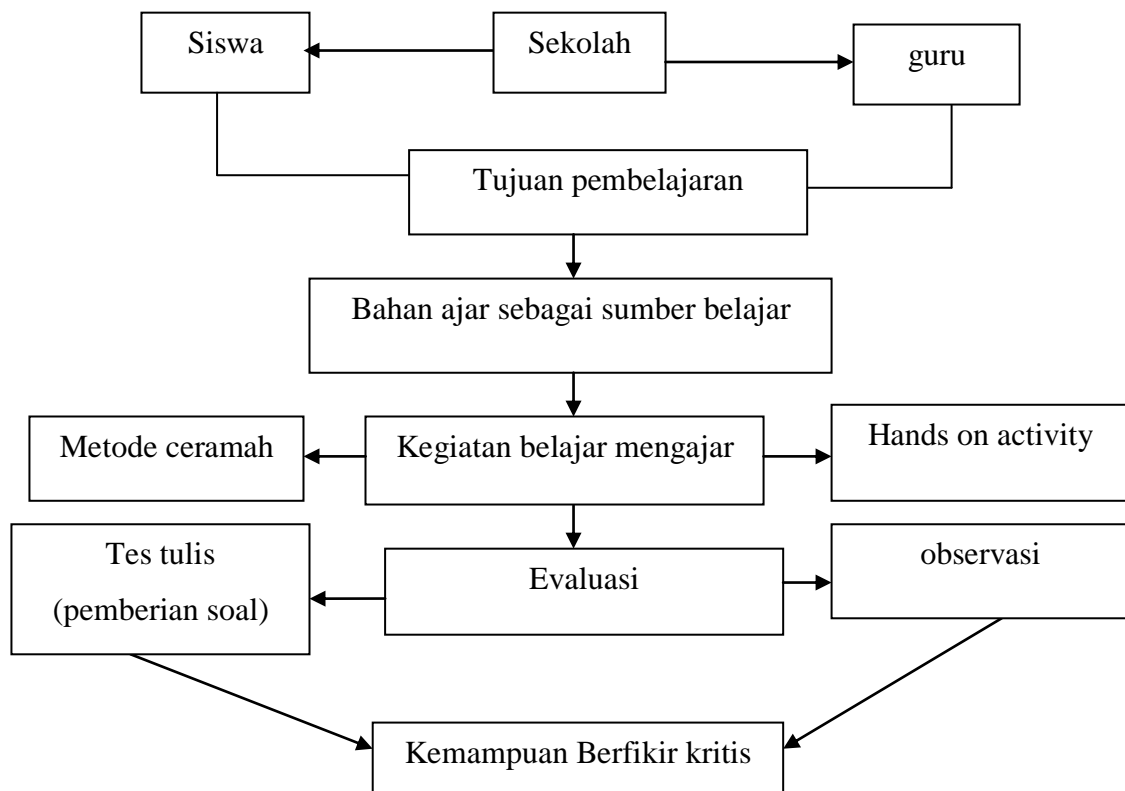 Siswa
Sekolah
guru
Tujuan pembelajaran
Bahan ajar sebagai sumber belajar
Metode ceramah
Kegiatan belajar mengajar
Hands on activity
Tes tulis
(pemberian soal)
Evaluasi
observasi
Kemampuan Berfikir kritis